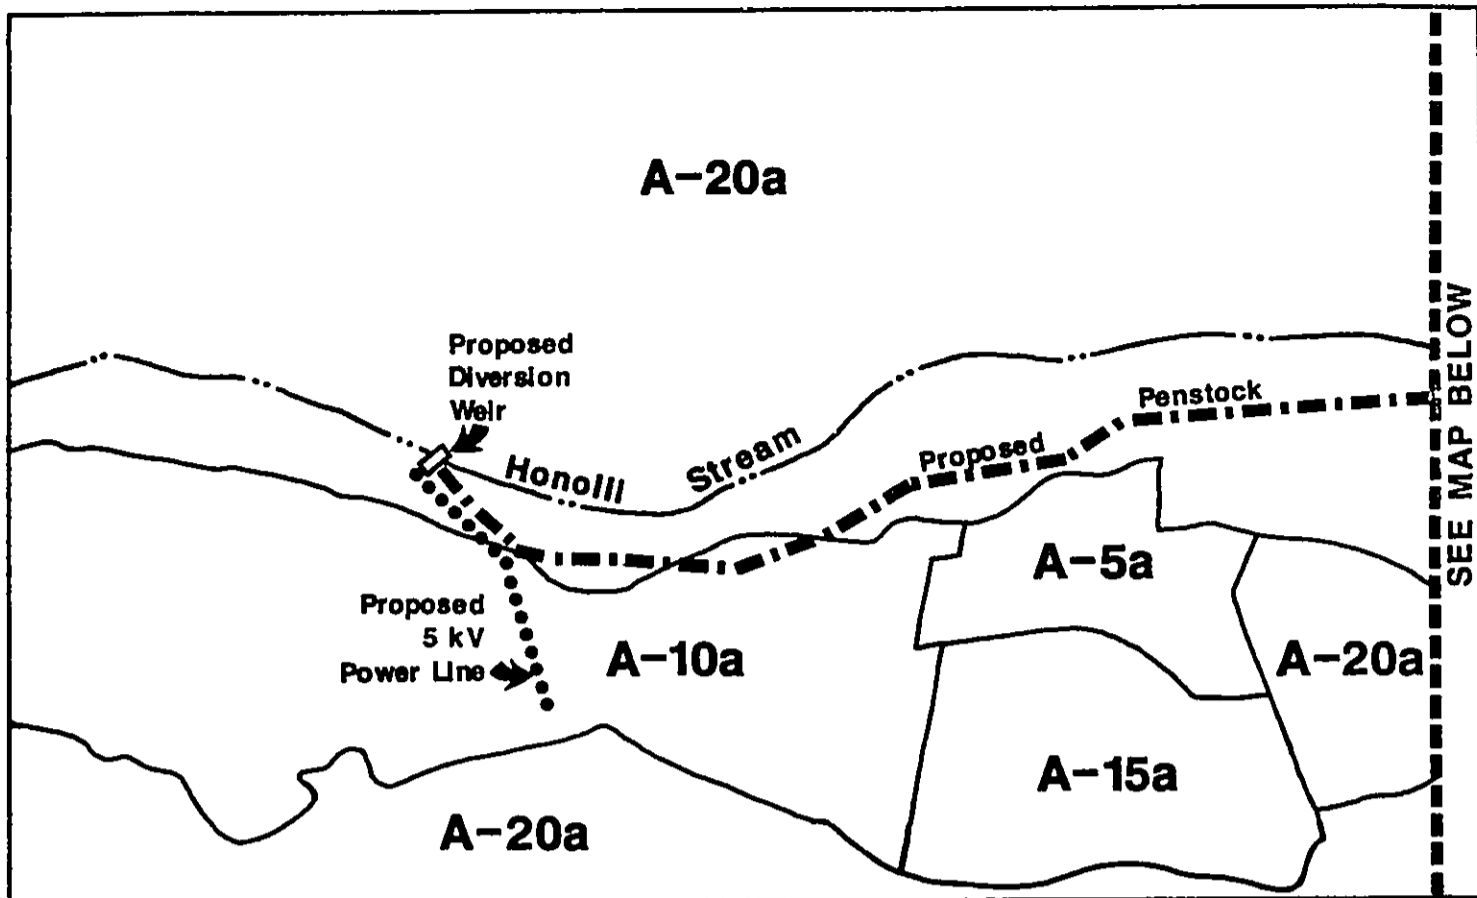 A-20a
Proposed
Diversion
Weir
Penstock
Proposed
Honolii Stream
A-5a
Proposed
5 kV
Power Line
A-10a
A-20a
A-15a
A-20a
SEE MAP BELOW